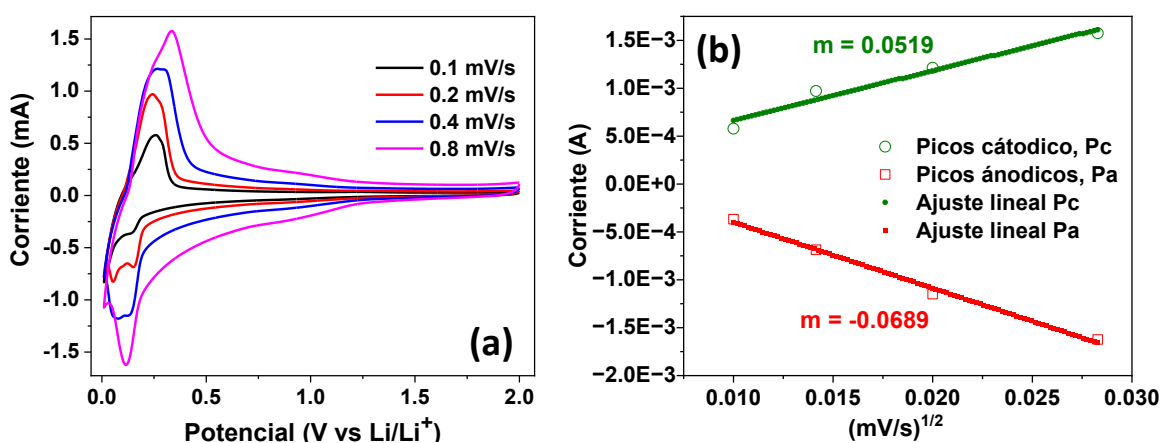 1.5
1.0
0.5
0.0
-0.5
-1.0
-1.5
Corriente (mA)
0.0
0.5
1.0
1.5
2.0
Potencial (V vs Li/Li⁺)
0.1 mV/s
0.2 mV/s
0.4 mV/s
0.8 mV/s
(a)
(b)
1.5E-3
1.0E-3
5.0E-4
0.0E+0
-5.0E-4
-1.0E-3
-1.5E-3
-2.0E-3
Corriente (A)
m = 0.0519
Picos cátodico, Pc
Picos ánodicos, Pa
Ajuste lineal Pc
Ajuste lineal Pa
m = -0.0689
0.010
0.015
0.020
0.025
0.030
(mV/s)¹/²